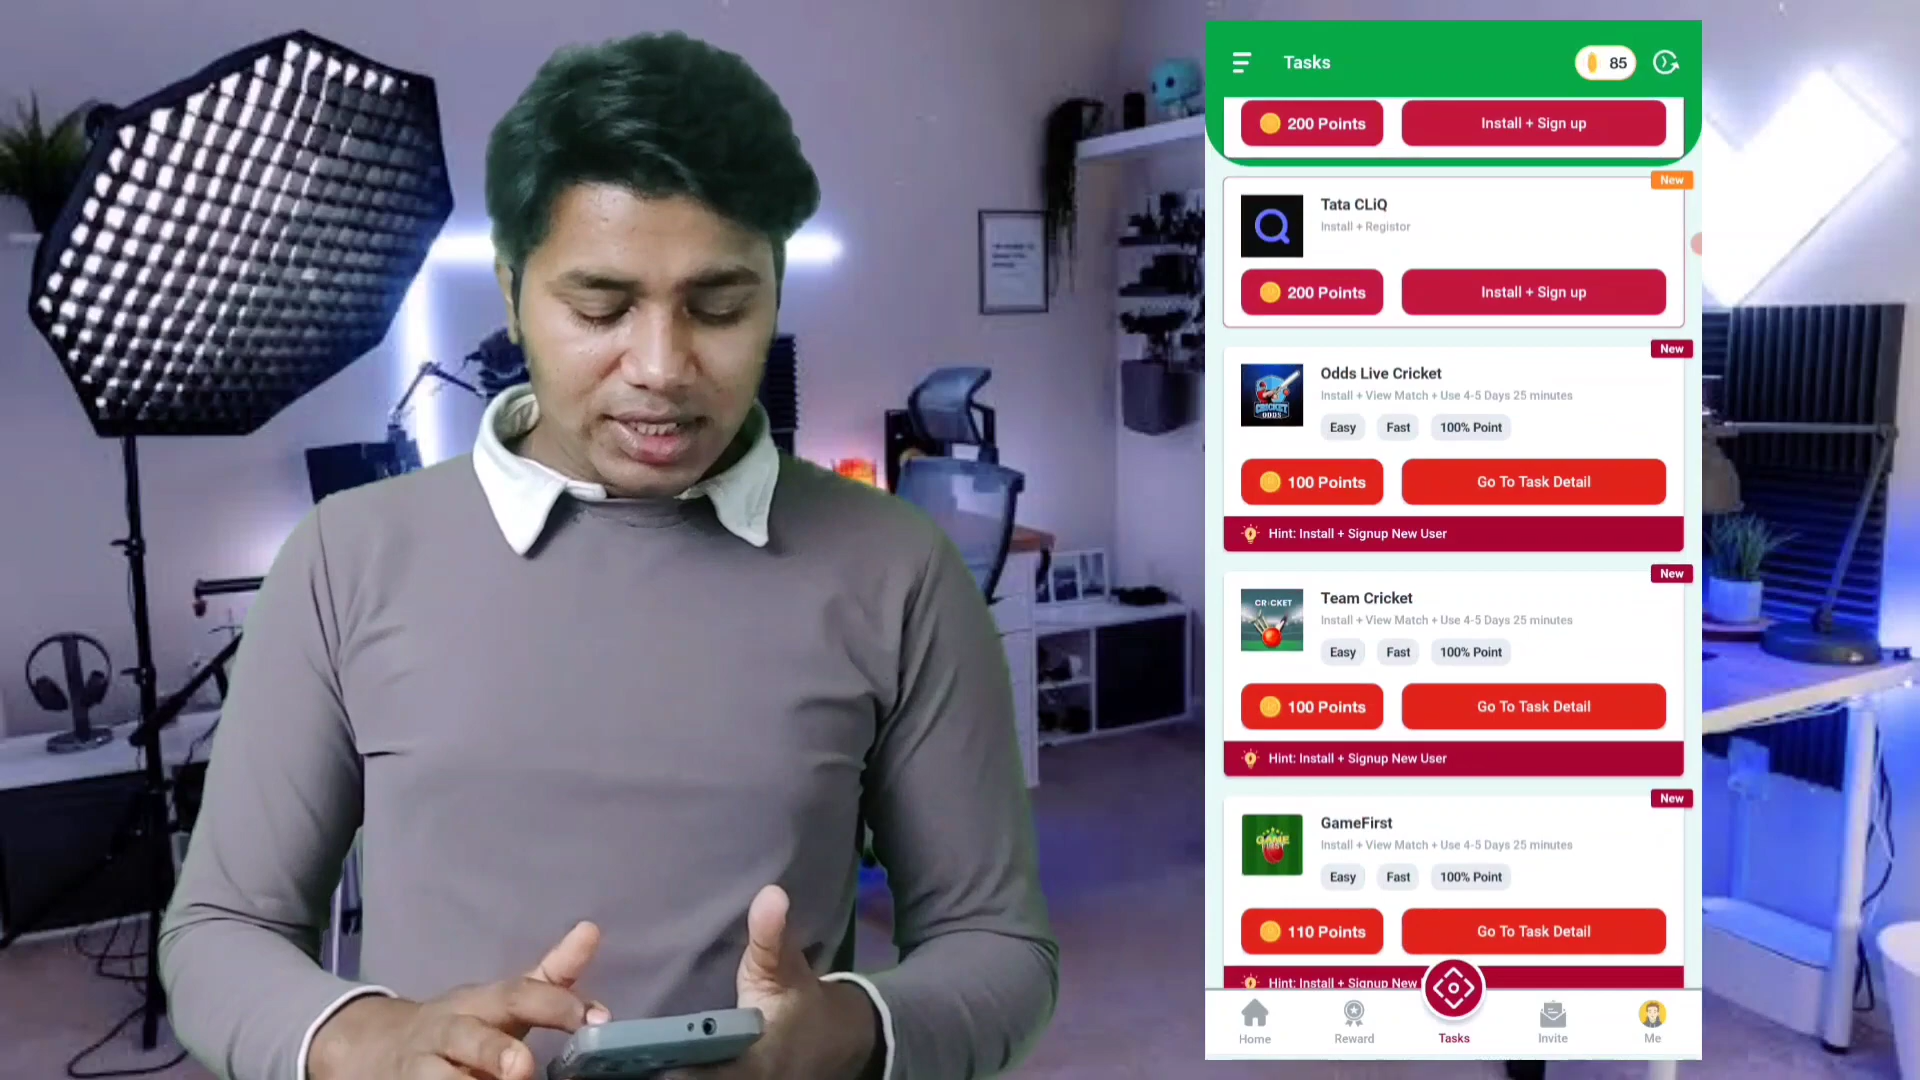 Tasks
85
200 Points
Install + Sign up
New
Tata CLiQ
Install + Registor
200 Points
Install + Sign up
New
Odds Live Cricket
Install + View Match + Use 4-5 Days 25 minutes
Easy Fast 100% Point
CRICKET
ODDS
100 Points
Go To Task Detail
Hint: Install + Signup New User
New
CRICKET
Team Cricket
Install + View Match + Use 4-5 Days 25 minutes
Easy Fast 100% Point
100 Points
Go To Task Detail
Hint: Install + Signup New User
New
GAME
GameFirst
Install + View Match + Use 4-5 Days 25 minutes
Easy Fast 100% Point
110 Points
Go To Task Detail
Hint: Install + Signup New
Home
Reward
Tasks
Invite
Me